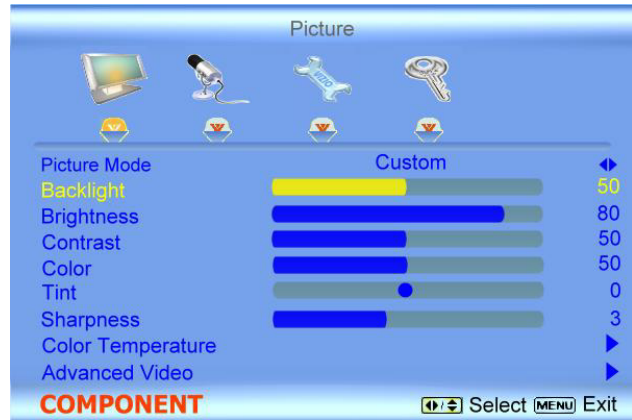 Picture
VIZIO
Picture Mode Custom
Backlight 50
Brightness 80
Contrast 50
Color 50
Tint 0
Sharpness 3
Color Temperature
Advanced Video
COMPONENT Select MENU Exit